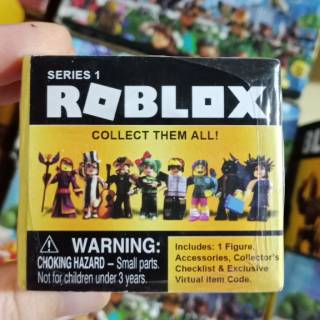 SERIES 1
ROBLOX
COLLECT THEM ALL!
WARNING:
CHOKING HAZARD – Small parts.
Not for children under 3 years.
Includes: 1 Figure,
Accessories, Collector's
Checklist & Exclusive
Virtual item Code.